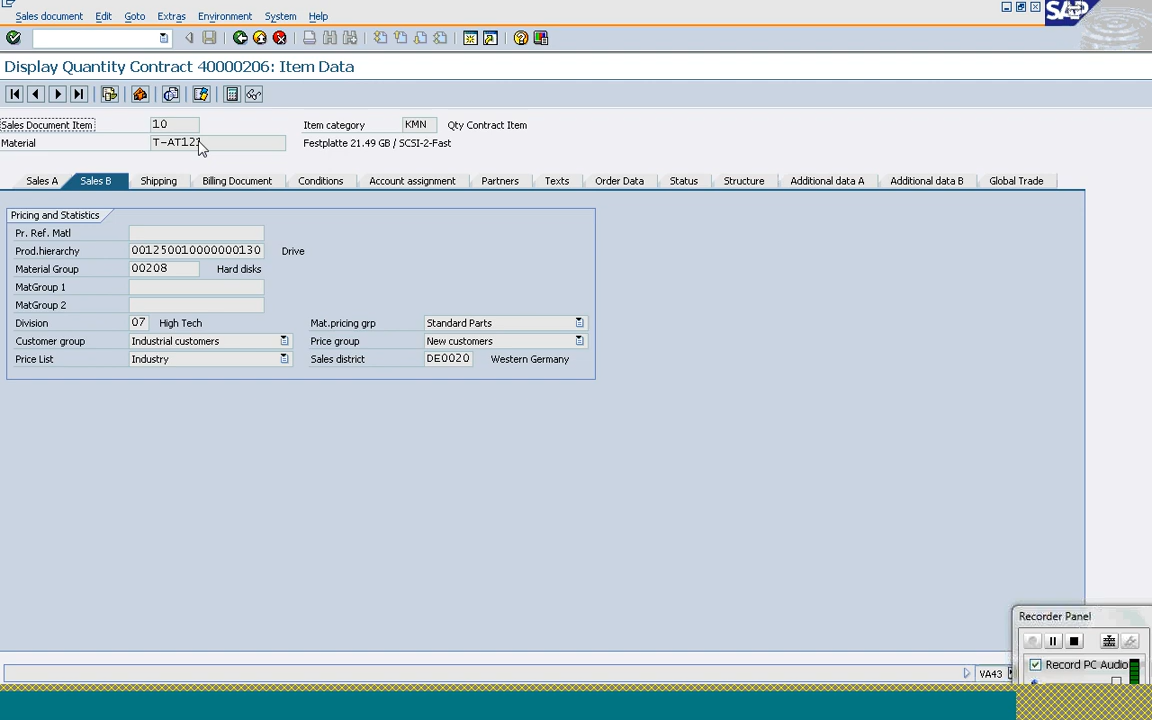 Sales document Edit Goto Extras Environment System Help
SAP
Display Quantity Contract 40000206: Item Data
Sales Document Item 10 Item category KMN Qty Contract Item
Material Festplatte 21.49 GB / SCSI-2-Fast
Sales A Sales B Shipping Billing Document Conditions Account assignment Partners Texts Order Data Status Structure Additional data A Additional data B Global Trade
Pricing and Statistics
Pr. Ref. Matl
Prod.hierarchy 001250010000000130 Drive
Material Group 00208 Hard disks
MatGroup 1
MatGroup 2
Division 07 High Tech Mat.pricing grp Standard Parts
Customer group Industrial customers Price group New customers
Price List Industry Sales district DE0020 Western Germany
Recorder Panel
Record PC Audio
VA43